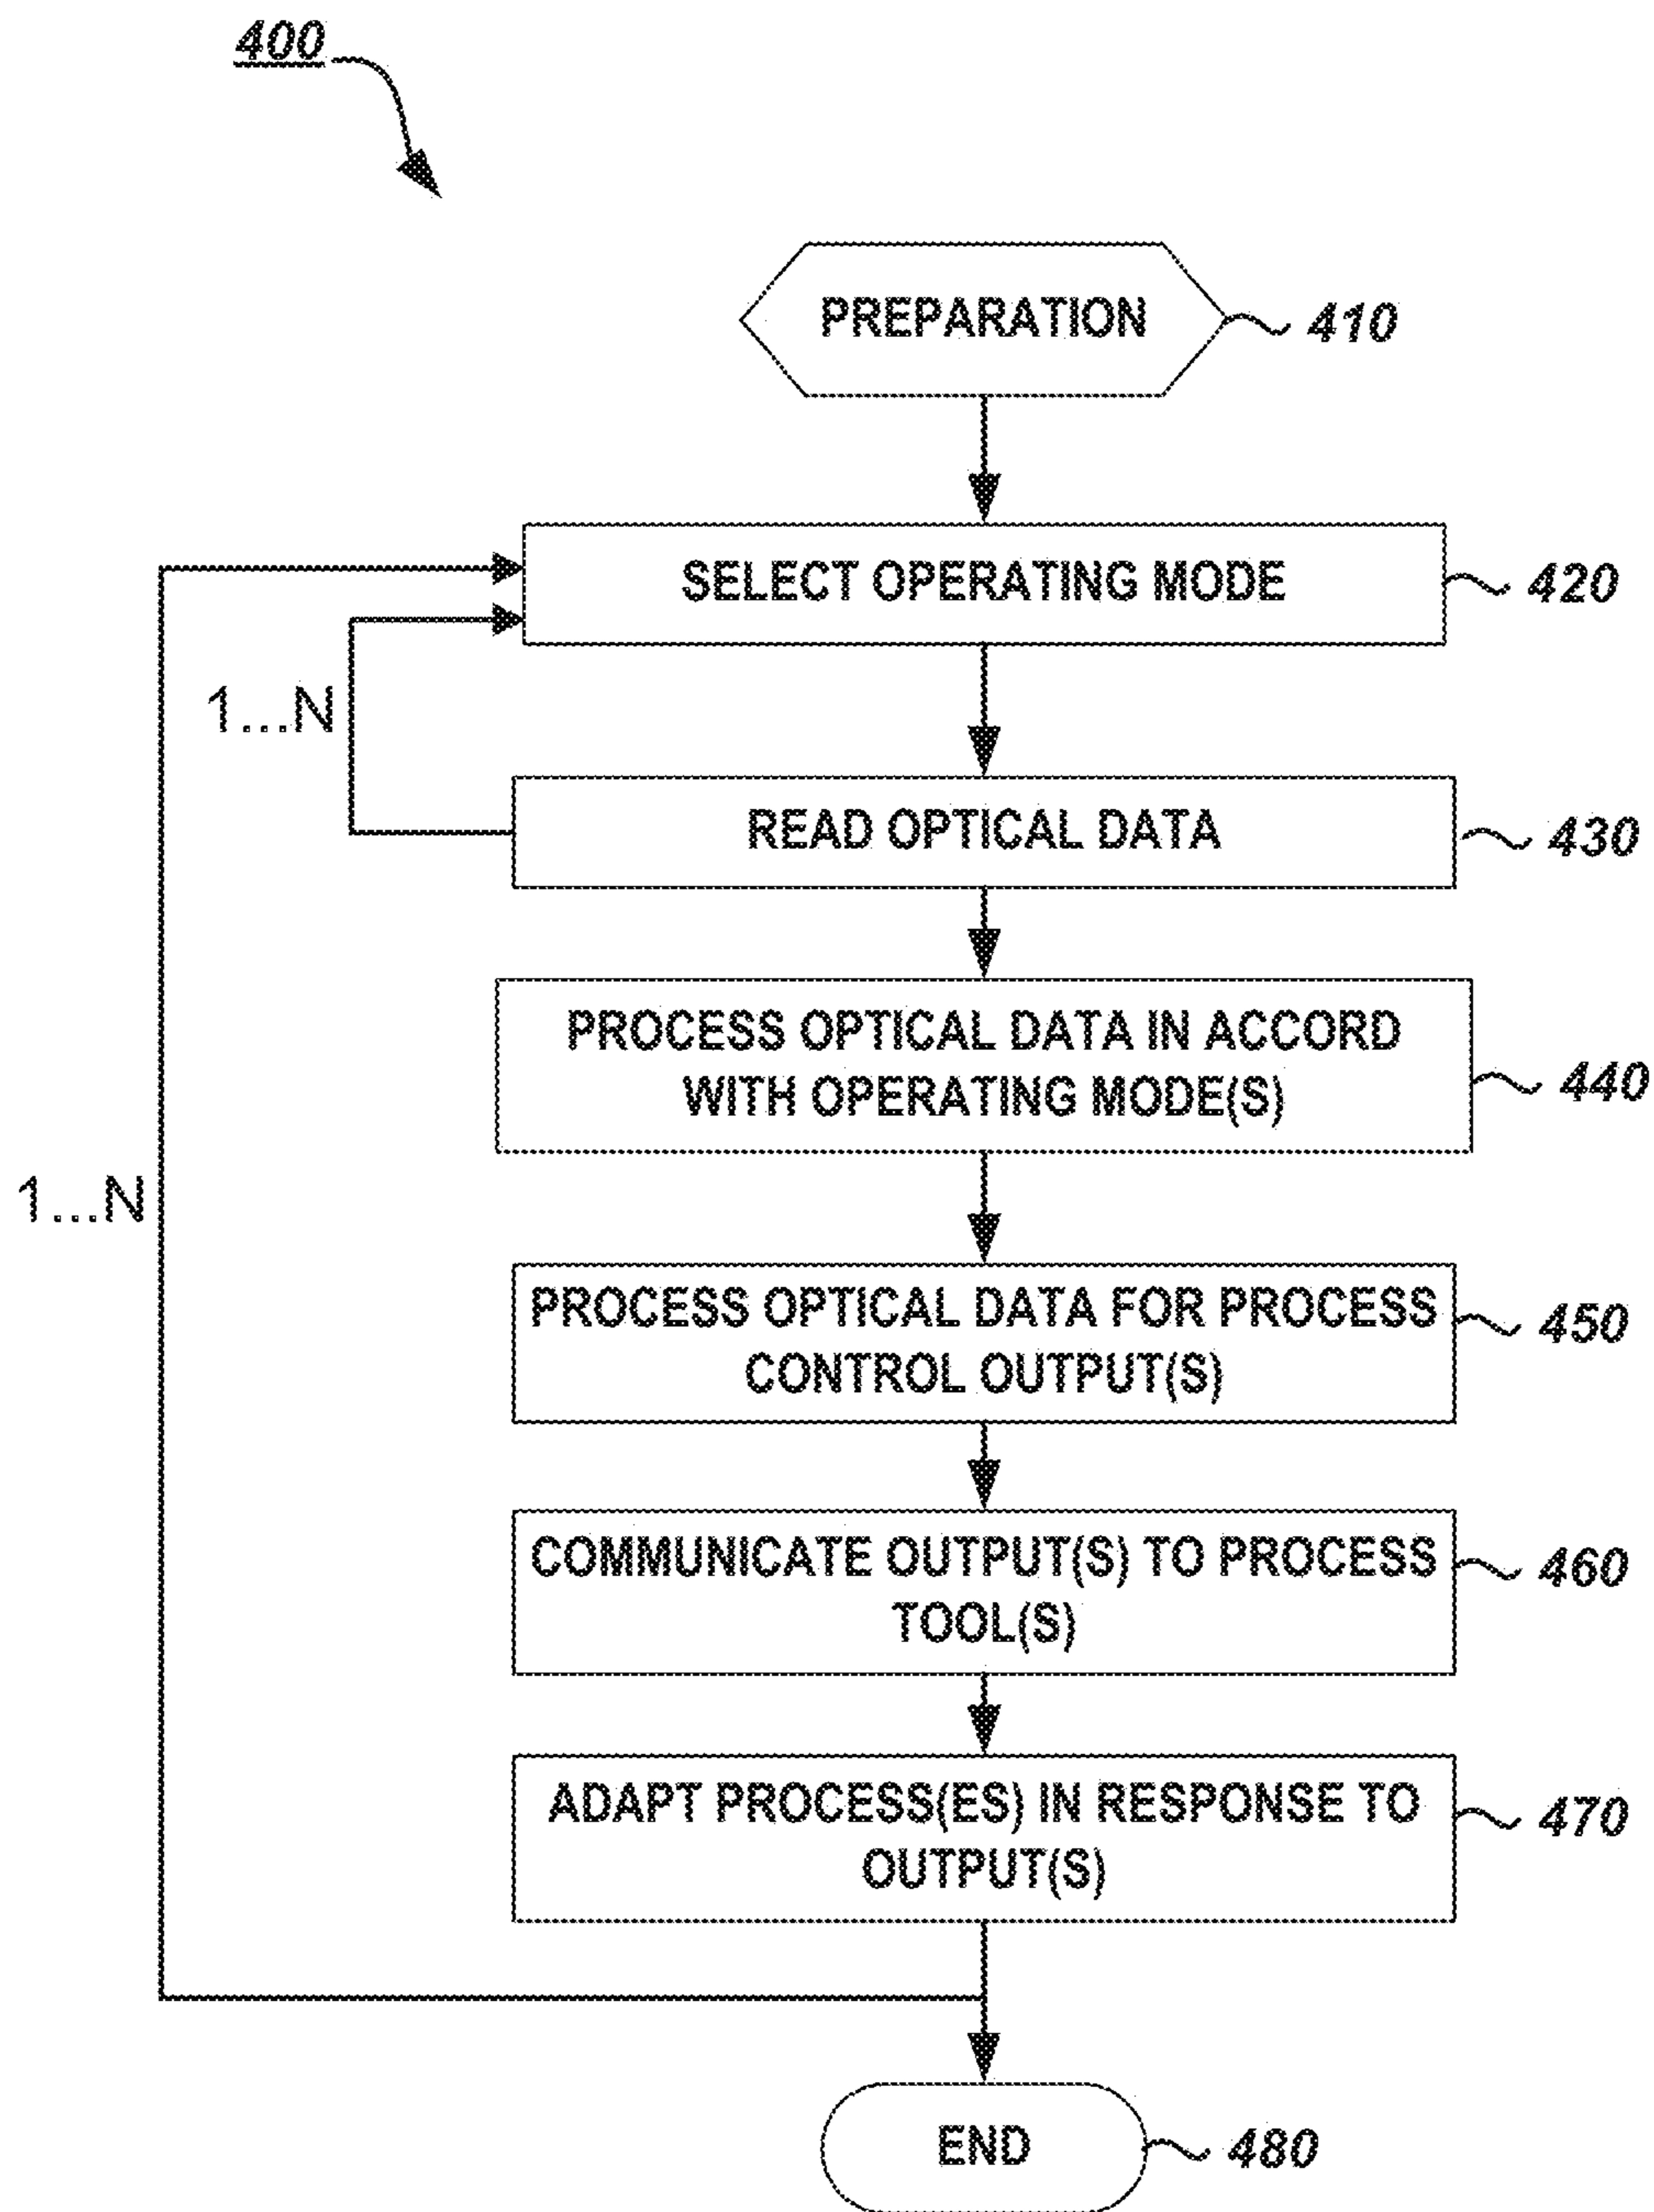 400
PREPARATION
410
SELECT OPERATING MODE
420
1...N
READ OPTICAL DATA
430
PROCESS OPTICAL DATA IN ACCORD
WITH OPERATING MODE(S)
440
1...N
PROCESS OPTICAL DATA FOR PROCESS
CONTROL OUTPUT(S)
450
COMMUNICATE OUTPUT(S) TO PROCESS
TOOL(S)
460
ADAPT PROCESS(ES) IN RESPONSE TO
OUTPUT(S)
470
END
480